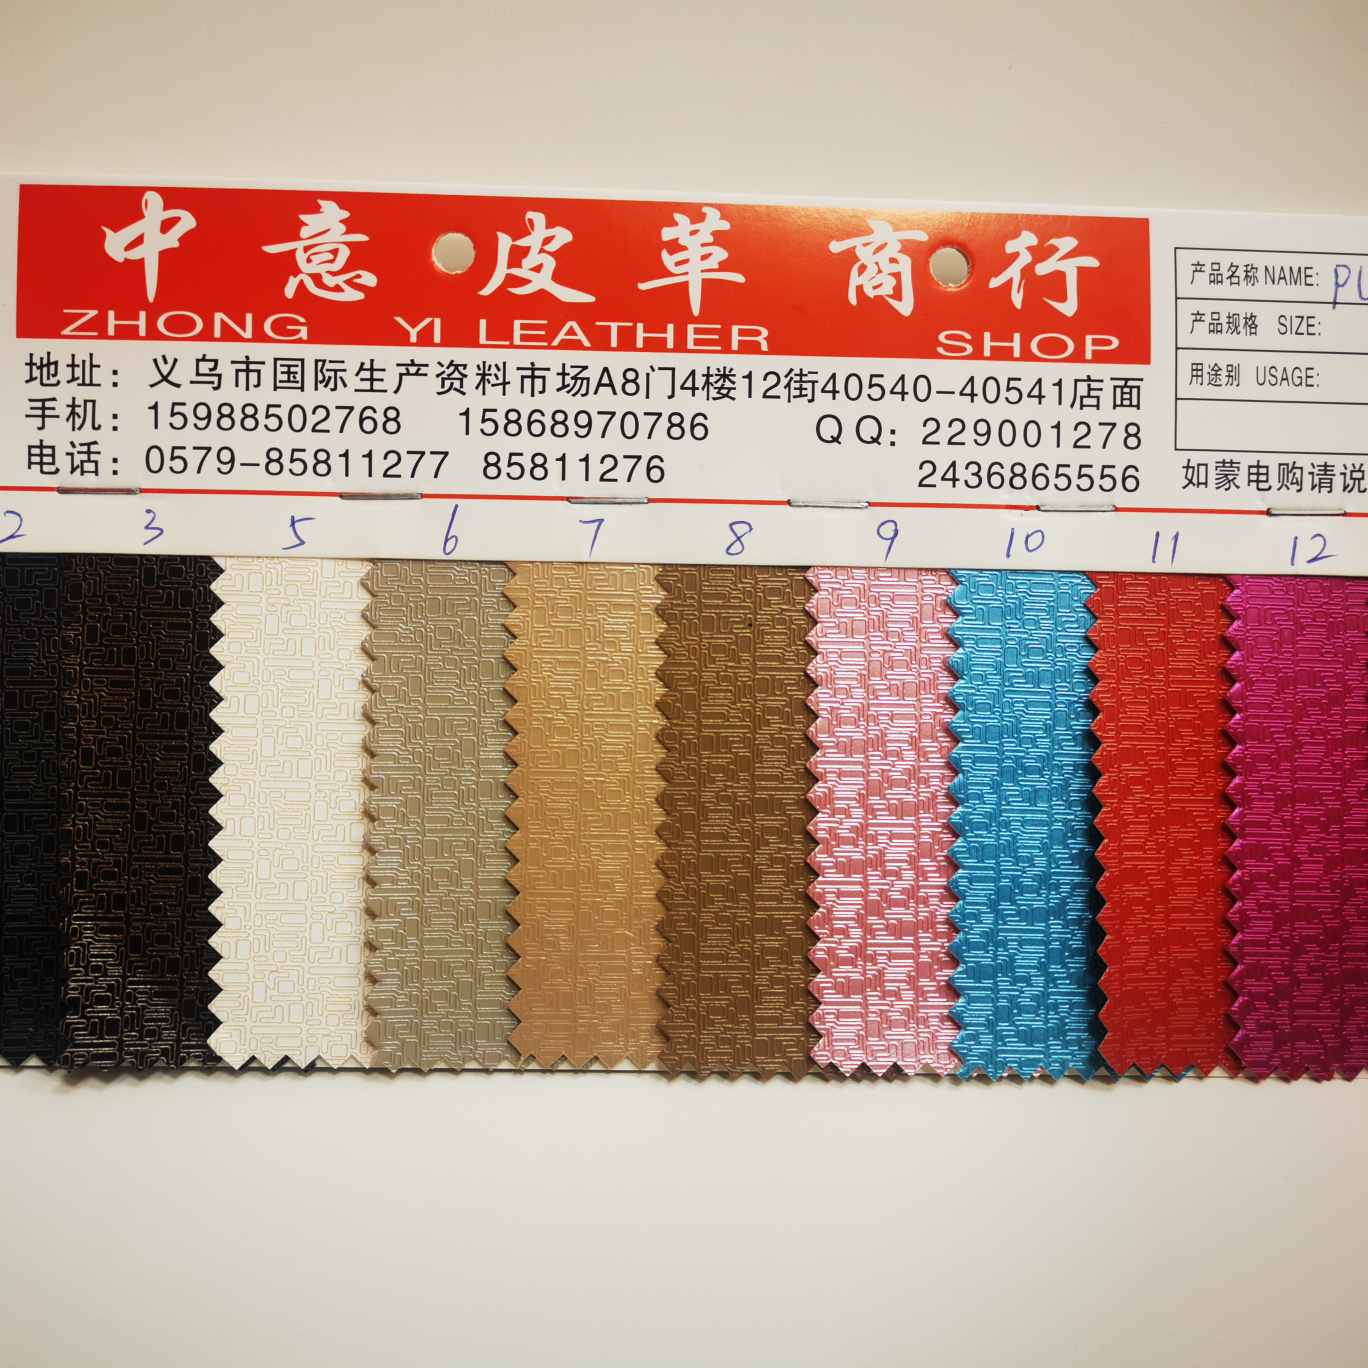 中意皮革商行
ZHONG YI LEATHER SHOP
地址：义乌市国际生产资料市场A8门4楼12街40540-40541店面
手机：15988502768 15868970786 QQ：229001278
电话：0579-85811277 85811276 2436865556
产品名称 NAME: PU
产品规格 SIZE:
用途别 USAGE:
如蒙电购请说
2 3 5 6 7 8 9 10 11 12